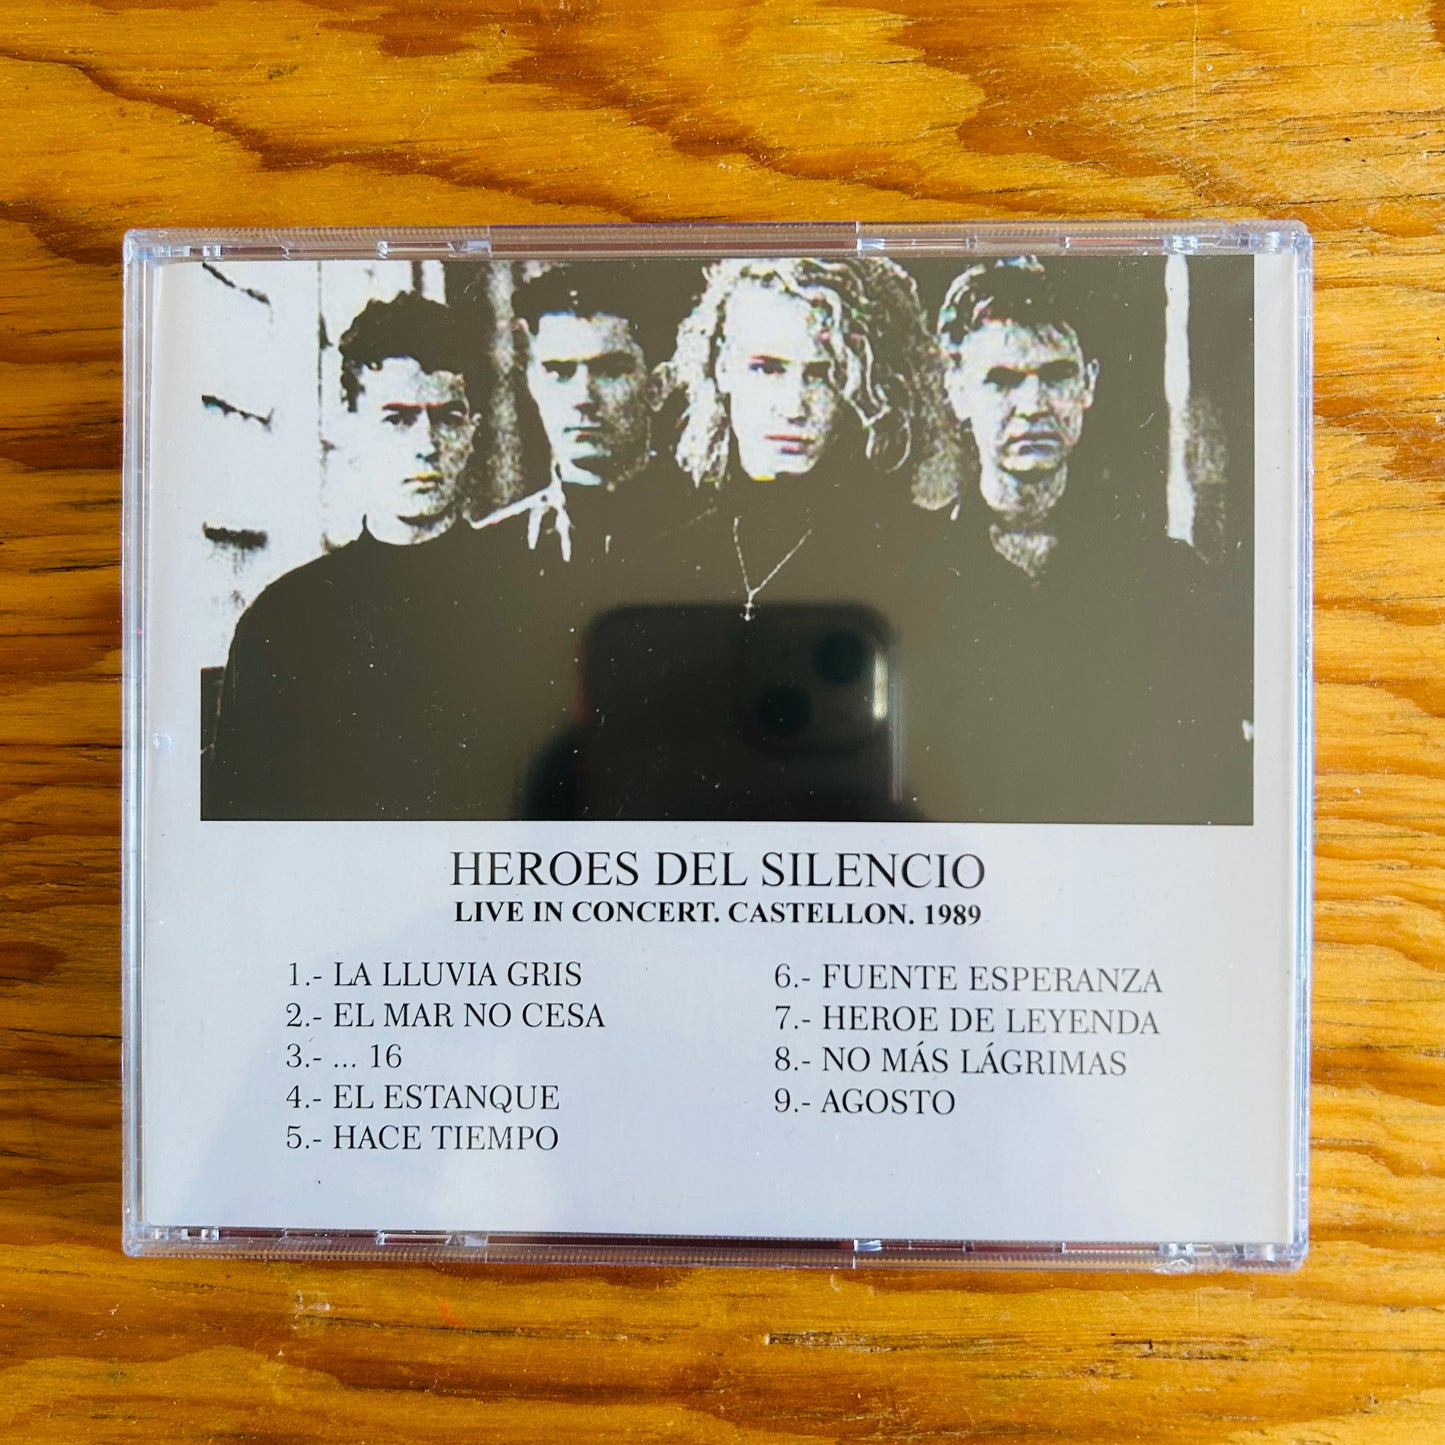 HEROES DEL SILENCIO
LIVE IN CONCERT. CASTELLON. 1989
1.- LA LLUVIA GRIS
2.- EL MAR NO CESA
3.- ... 16
4.- EL ESTANQUE
5.- HACE TIEMPO
6.- FUENTE ESPERANZA
7.- HEROE DE LEYENDA
8.- NO MÁS LÁGRIMAS
9.- AGOSTO